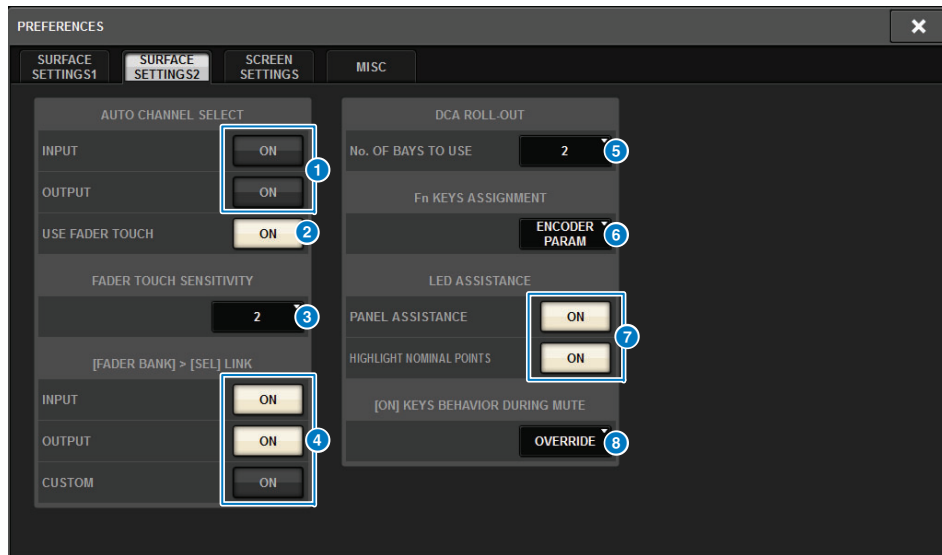 PREFERENCES
SURFACE
SETTINGS1
SURFACE
SETTINGS2
SCREEN
SETTINGS
MISC
AUTO CHANNEL SELECT
INPUT
ON
1
OUTPUT
ON
USE FADER TOUCH
ON
2
FADER TOUCH SENSITIVITY
2
3
[FADER BANK] > [SEL] LINK
INPUT
ON
OUTPUT
ON
4
CUSTOM
ON
DCA ROLL-OUT
No. OF BAYS TO USE
2
5
Fn KEYS ASSIGNMENT
ENCODER
PARAM
6
LED ASSISTANCE
PANEL ASSISTANCE
ON
7
HIGHLIGHT NOMINAL POINTS
ON
[ON] KEYS BEHAVIOR DURING MUTE
OVERRIDE
8